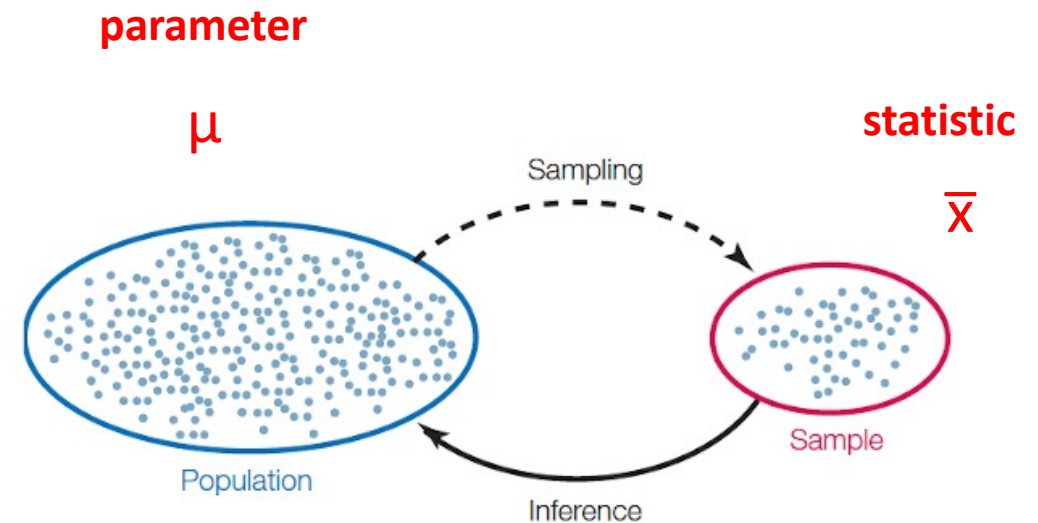 parameter
μ
statistic
x̅
Sampling
Population
Sample
Inference